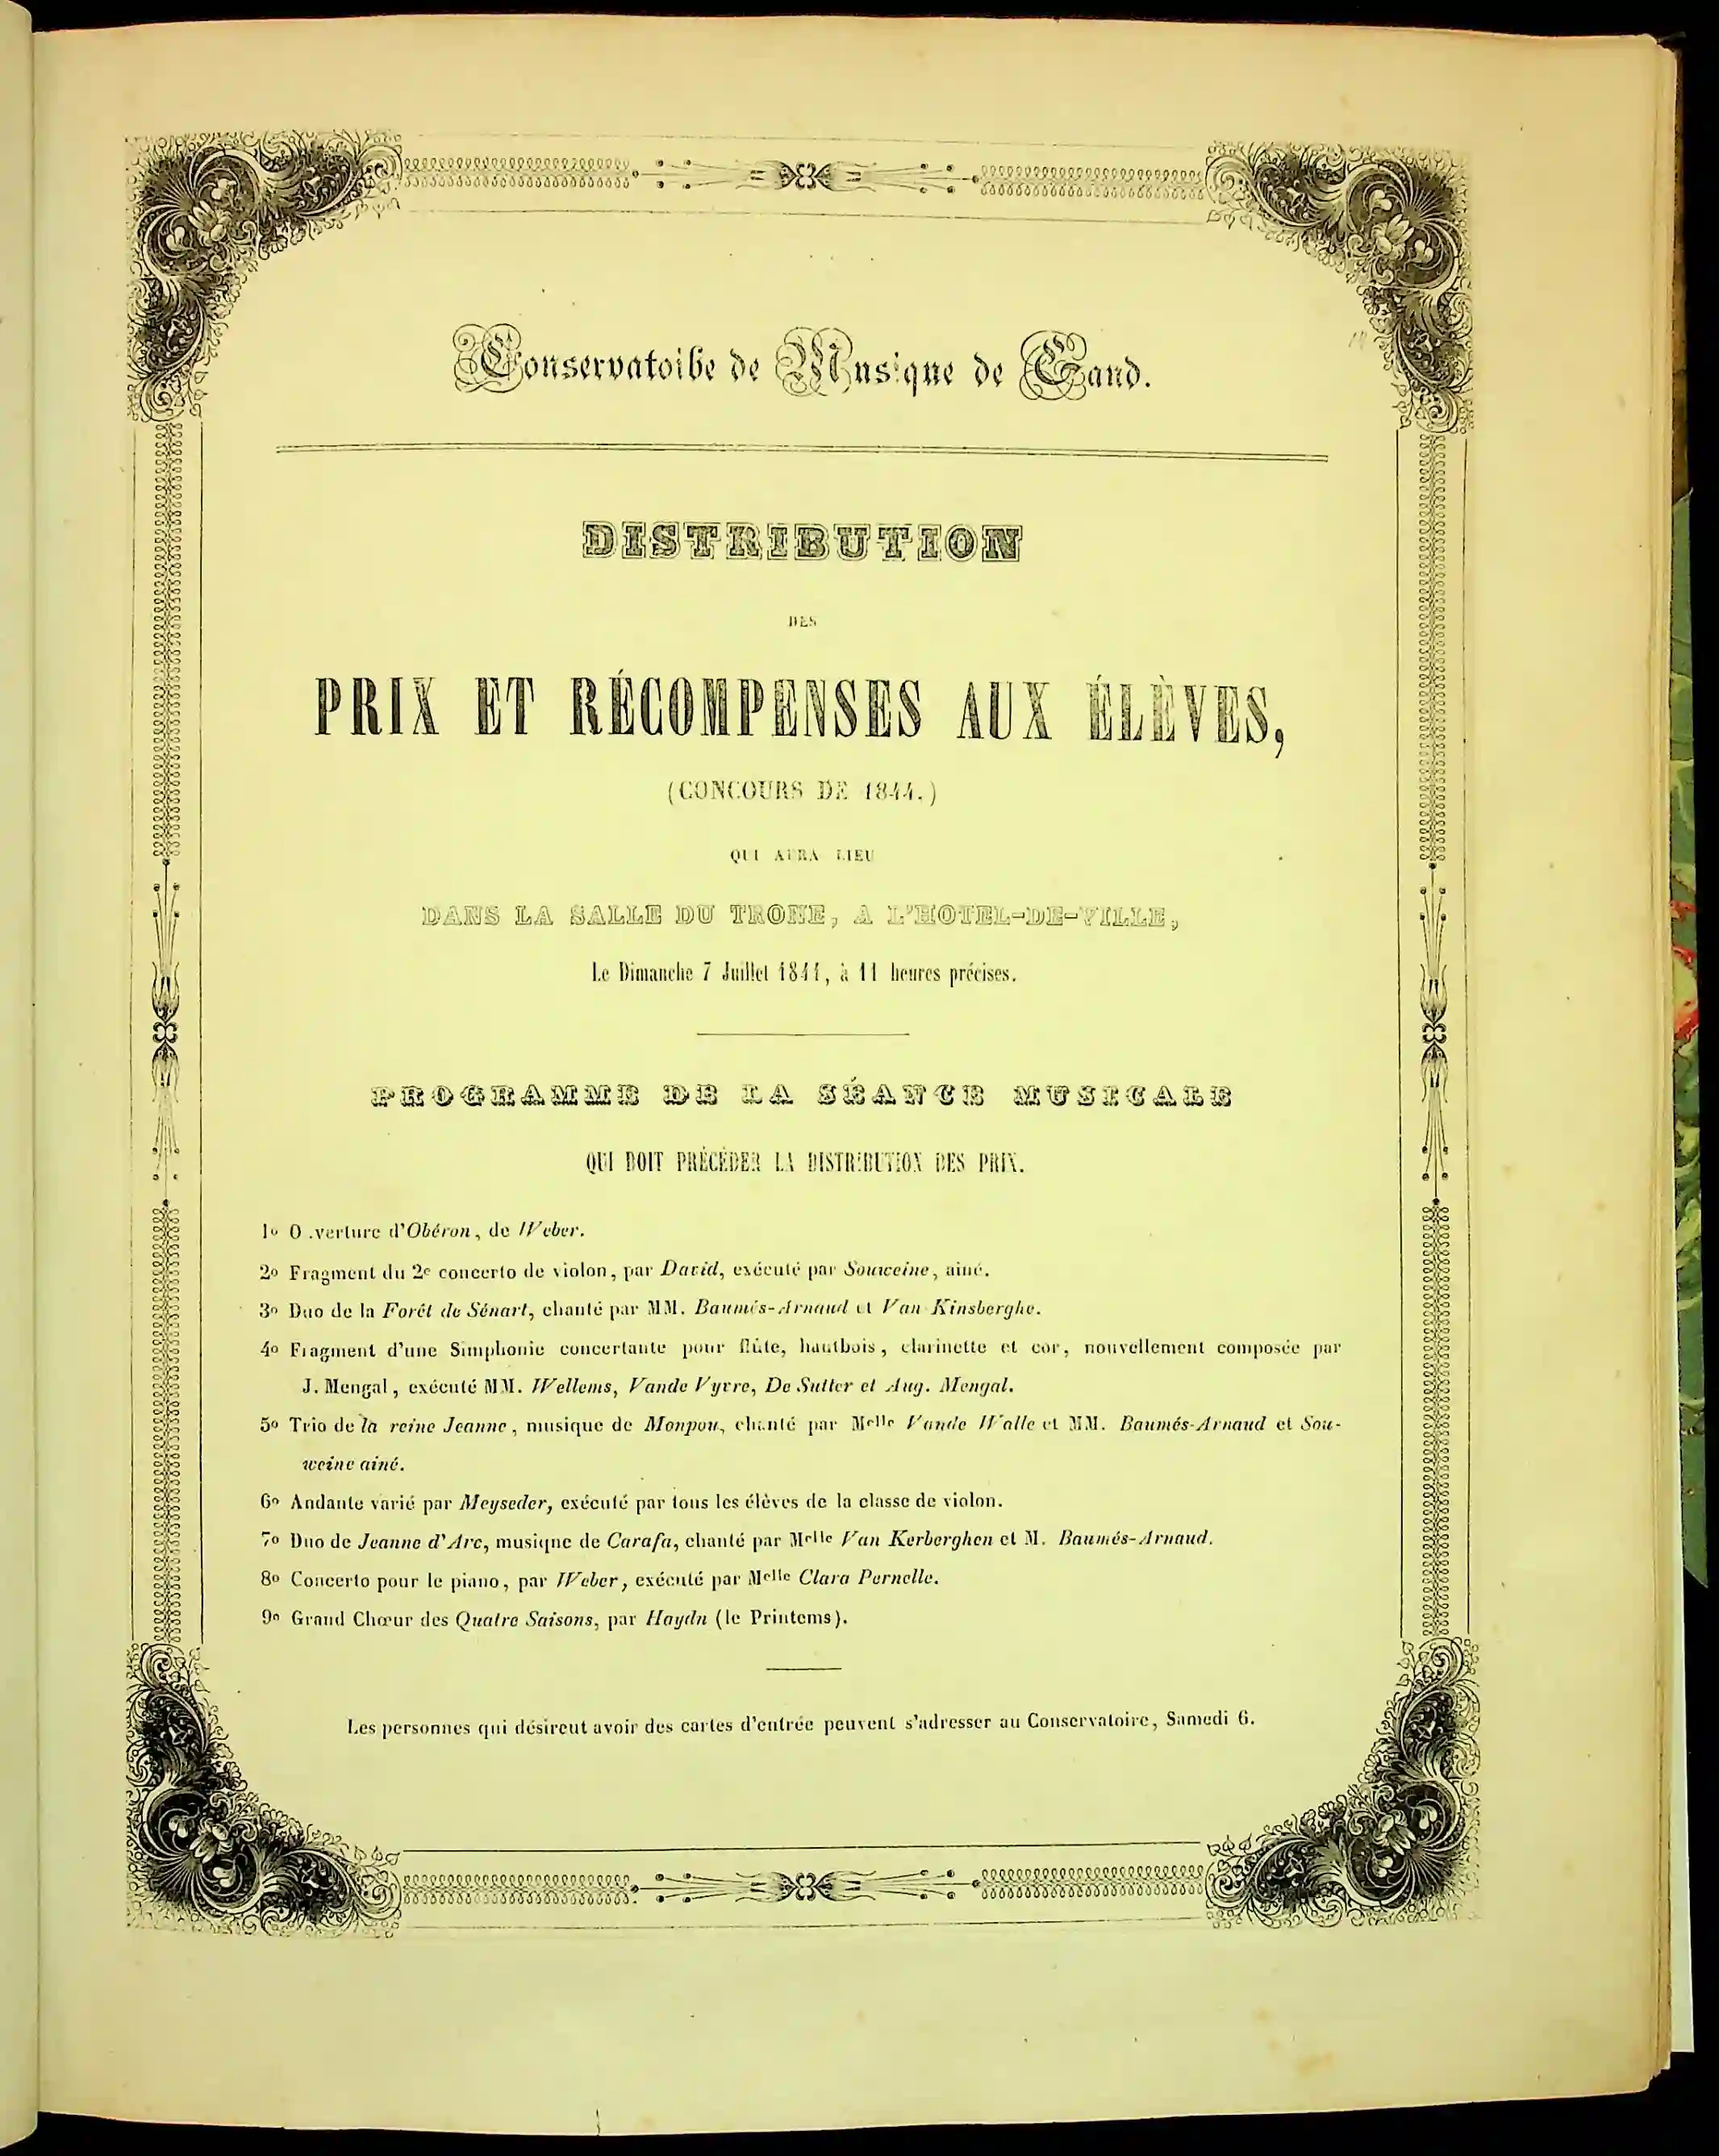 Conservatoire de Musique de Gand.
DISTRIBUTION
DES
PRIX ET RÉCOMPENSES AUX ÉLÈVES,
(CONCOURS DE 1844.)
QUI AURA LIEU
DANS LA SALLE DU TRONE, A L'HOTEL-DE-VILLE,
Le Dimanche 7 Juillet 1844, à 11 heures précises.
PROGRAMME DE LA SÉANCE MUSICALE
QUI DOIT PRÉCÉDER LA DISTRIBUTION DES PRIX.
1º Ouverture d'Obéron, de Weber.
2º Fragment du 2e concerto de violon, par David, exécuté par Souweine, ainé.
3º Duo de la Forêt de Sénart, chanté par MM. Baumés-Arnaud et Van Kinsberghe.
4º Fragment d'une Simphonie concertante pour flûte, hautbois, clarinette et cor, nouvellement composée par
J. Mengal, exécuté MM. Wellems, Vande Vyvre, De Sutter et Aug. Mengal.
5º Trio de la reine Jeanne, musique de Monpou, chanté par Melle Vande Walle et MM. Baumés-Arnaud et Sou-
weine ainé.
6º Andante varié par Meyseder, exécuté par tous les élèves de la classe de violon.
7º Duo de Jeanne d'Arc, musique de Carafa, chanté par Melle Van Kerberghen et M. Baumés-Arnaud.
8º Concerto pour le piano, par Weber, exécuté par Melle Clara Pernelle.
9º Grand Chœur des Quatre Saisons, par Haydn (le Printems).
Les personnes qui désirent avoir des cartes d'entrée peuvent s'adresser au Conservatoire, Samedi 6.